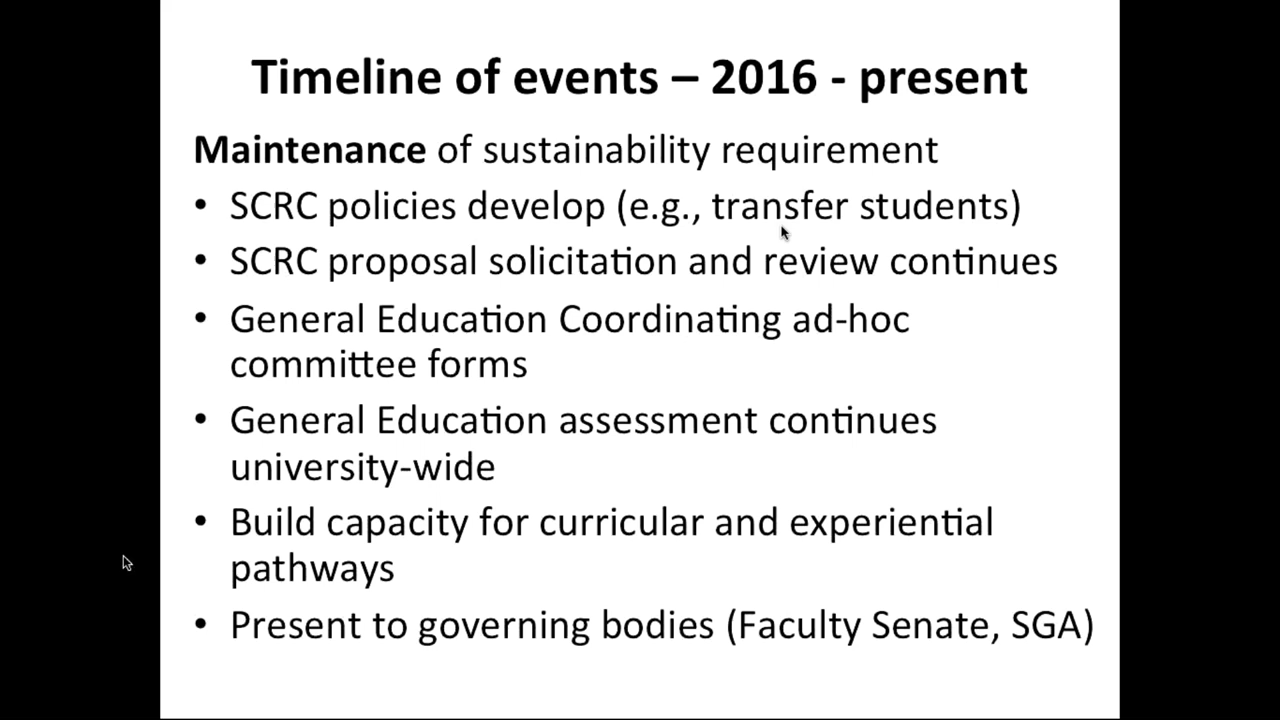 Timeline of events – 2016 - present
Maintenance of sustainability requirement
• SCRC policies develop (e.g., transfer students)
• SCRC proposal solicitation and review continues
• General Education Coordinating ad-hoc
committee forms
• General Education assessment continues
university-wide
• Build capacity for curricular and experiential
pathways
• Present to governing bodies (Faculty Senate, SGA)